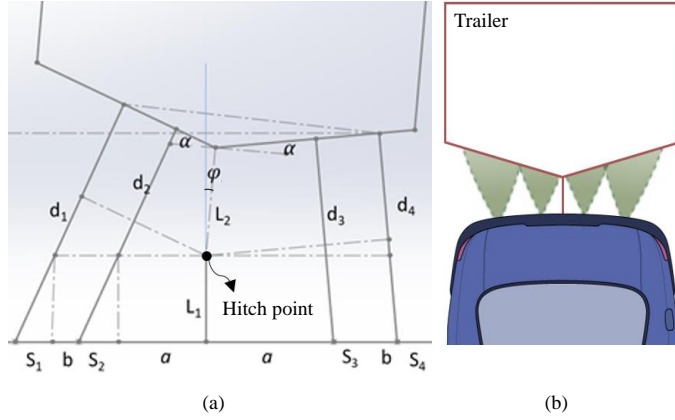 Trailer
α
α
φ
d₁
d₂
d₃
d₄
L₂
L₁
Hitch point
S₁ b S₂ a a S₃ b S₄
(a)
(b)